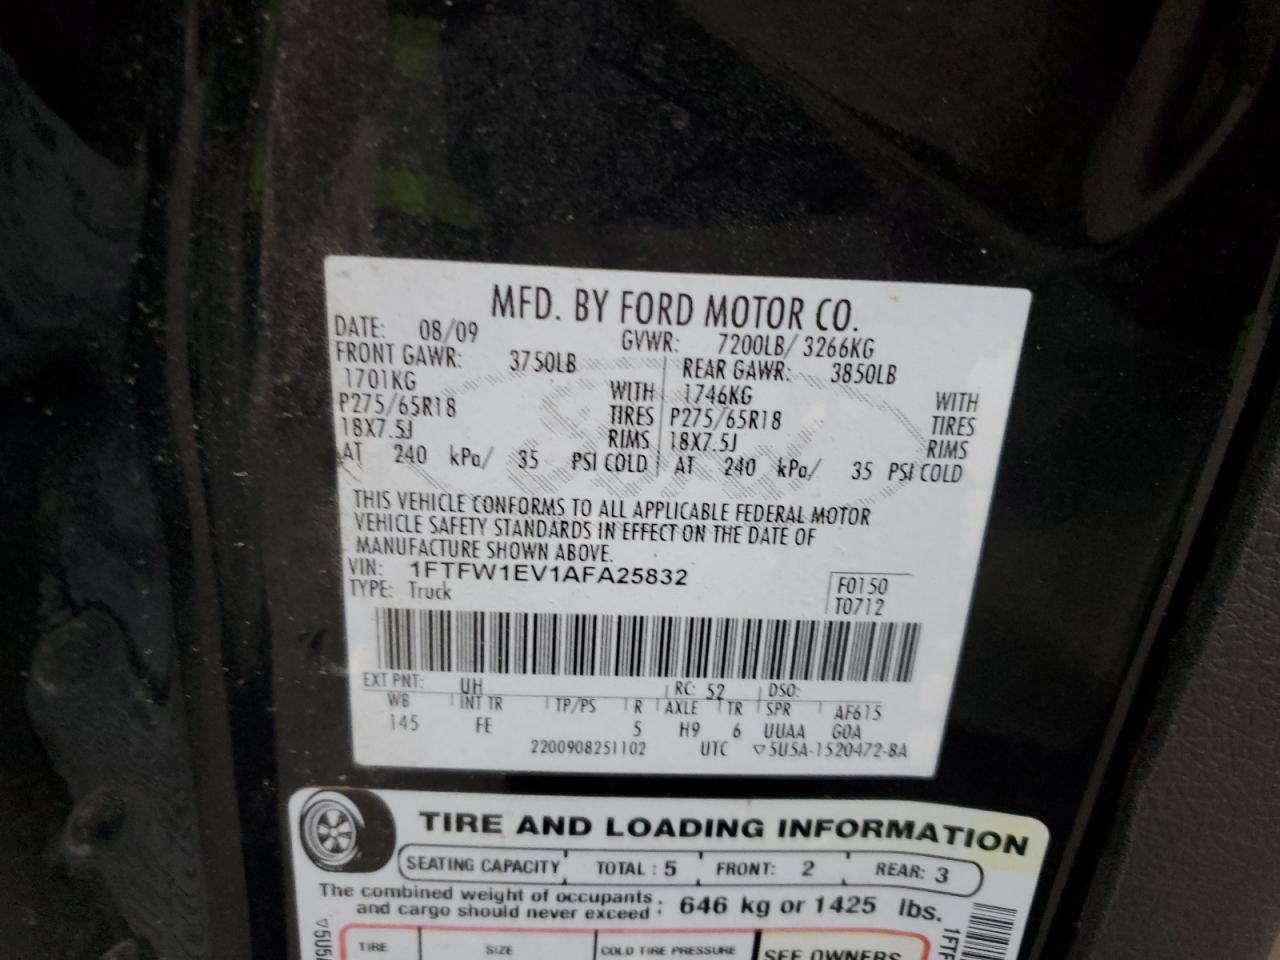 MFD. BY FORD MOTOR CO.
DATE: 08/09 GVWR: 7200LB/ 3266KG
FRONT GAWR: 3750LB REAR GAWR: 3850LB
1701KG WITH 1746KG WITH
P275/65R18 TIRES P275/65R18 TIRES
18X7.5J RIMS 18X7.5J RIMS
AT 240 kPa/ 35 PSI COLD AT 240 kPa/ 35 PSI COLD
THIS VEHICLE CONFORMS TO ALL APPLICABLE FEDERAL MOTOR
VEHICLE SAFETY STANDARDS IN EFFECT ON THE DATE OF
MANUFACTURE SHOWN ABOVE.
VIN: 1FTFW1EV1AFA25832 F0150
TYPE: Truck T0712
EXT PNT: UH RC: 52 DSO:
WB INT TR TP/PS R AXLE TR SPR AF615
145 FE 5 H9 6 UUAA G0A
2200908251102 UTC ▽5U5A-1520472-BA
TIRE AND LOADING INFORMATION
SEATING CAPACITY TOTAL : 5 FRONT: 2 REAR: 3
The combined weight of occupants
and cargo should never exceed : 646 kg or 1425 lbs.
TIRE SIZE COLD TIRE PRESSURE SEE OWNERS
▽5U5
1FTF